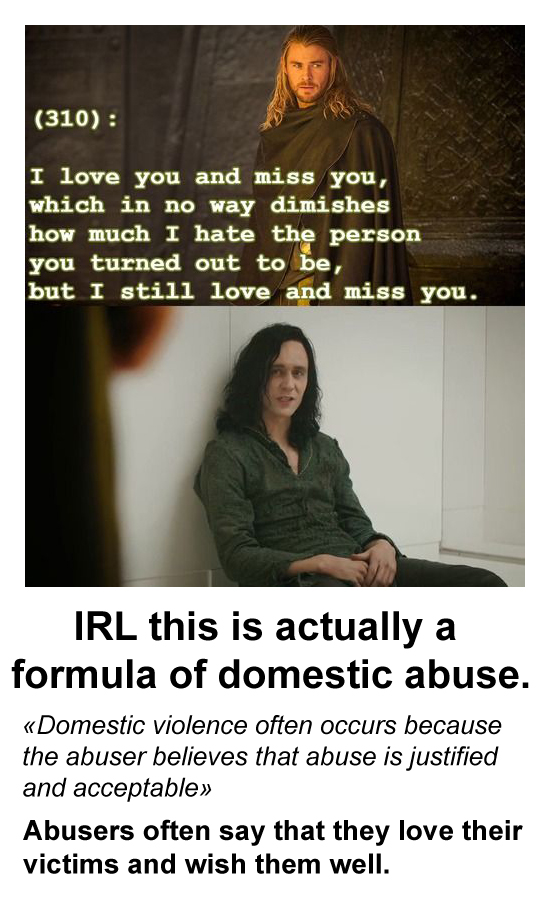 (310):
I love you and miss you,
which in no way dimishes
how much I hate the person
you turned out to be,
but I still love and miss you.
IRL this is actually a
formula of domestic abuse.
«Domestic violence often occurs because
the abuser believes that abuse is justified
and acceptable»
Abusers often say that they love their
victims and wish them well.